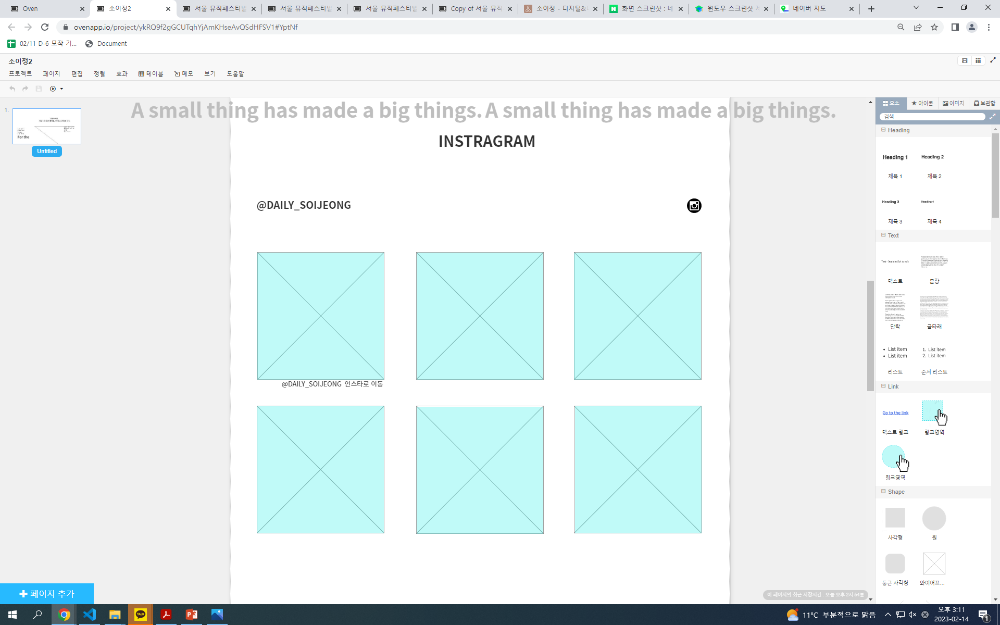 Oven
소이정2
서울 뮤직페스티벌
서울 뮤직페스티벌
서울 뮤직페스티벌
Copy of 서울 뮤직
소이정 - 디지털&
화면 스크린샷 : 네
윈도우 스크린샷
네이버 지도
ovenapp.io/project/ykRQ9f2gGCUTqhYjAmKHseAvQSdHFSV1#YptNf
02/11 D-6 모작 기...
Document
소이정2
프로젝트 페이지 편집 정렬 효과 테이블 메모 보기 도움말
1.
For the
Untitled
A small thing has made a big things. A small thing has made a big things.
INSTRAGRAM
@DAILY_SOIJEONG
@DAILY_SOIJEONG 인스타로 이동
요소 아이콘 이미지 보관함
검색
Heading
Heading 1 Heading 2
제목 1 제목 2
Heading 3 Heading 4
제목 3 제목 4
Text
Text - Double click to edit
텍스트 문장
단락 글타래
• List item 1. List item
• List item 2. List item
리스트 순서 리스트
Link
Go to the link
텍스트 링크 링크영역
링크영역
Shape
사각형 원
둥근 사각형 와이어프...
페이지 추가
이 페이지의 최근 저장시간 : 오늘 오후 2시 54분
TALK
11°C 부분적으로 맑음
오후 3:11
2023-02-14
1